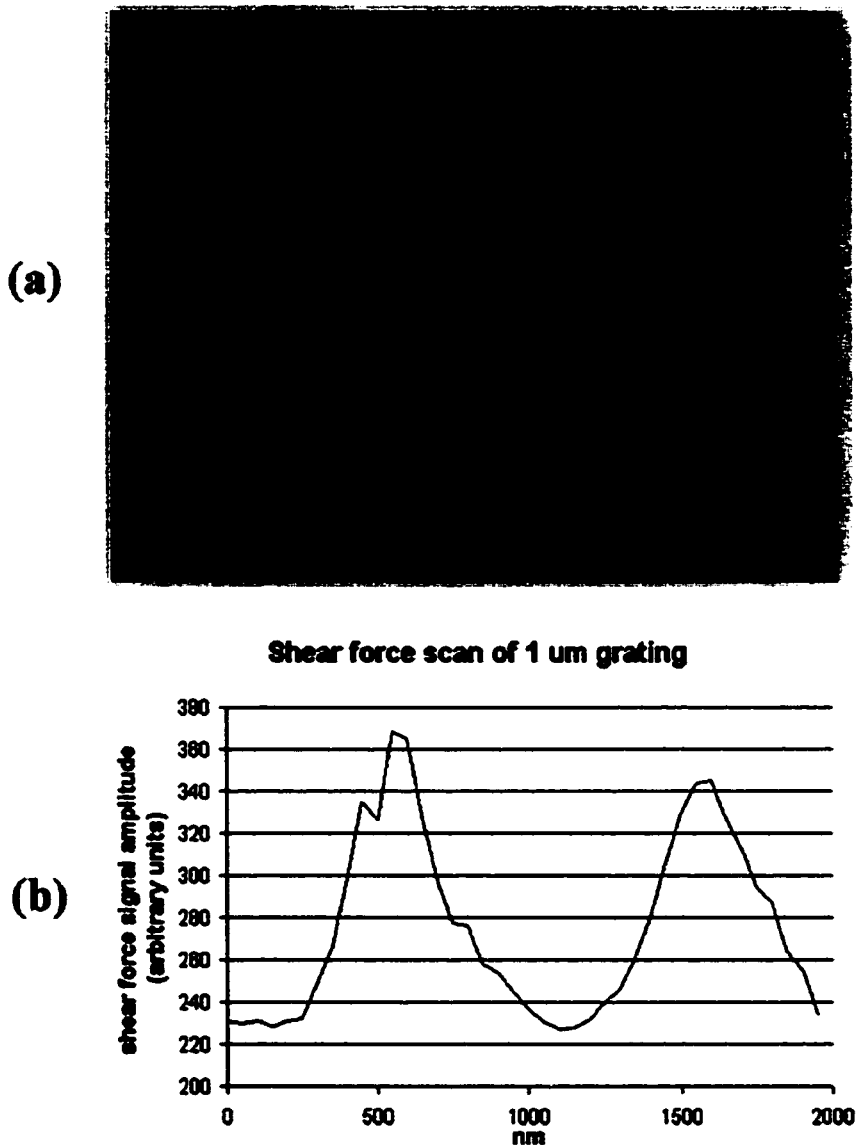 (a)
Shear force scan of 1 um grating
(b)
shear force signal amplitude
(arbitrary units)
380
360
340
320
300
280
260
240
220
200
0 500 1000 1500 2000
nm